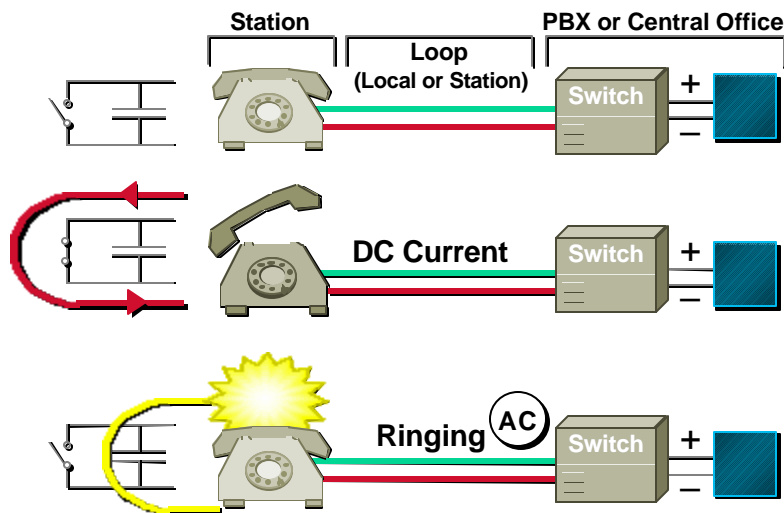 Station
Loop
(Local or Station)
PBX or Central Office
Switch
+
–
DC Current
Switch
+
–
Ringing
AC
Switch
+
–